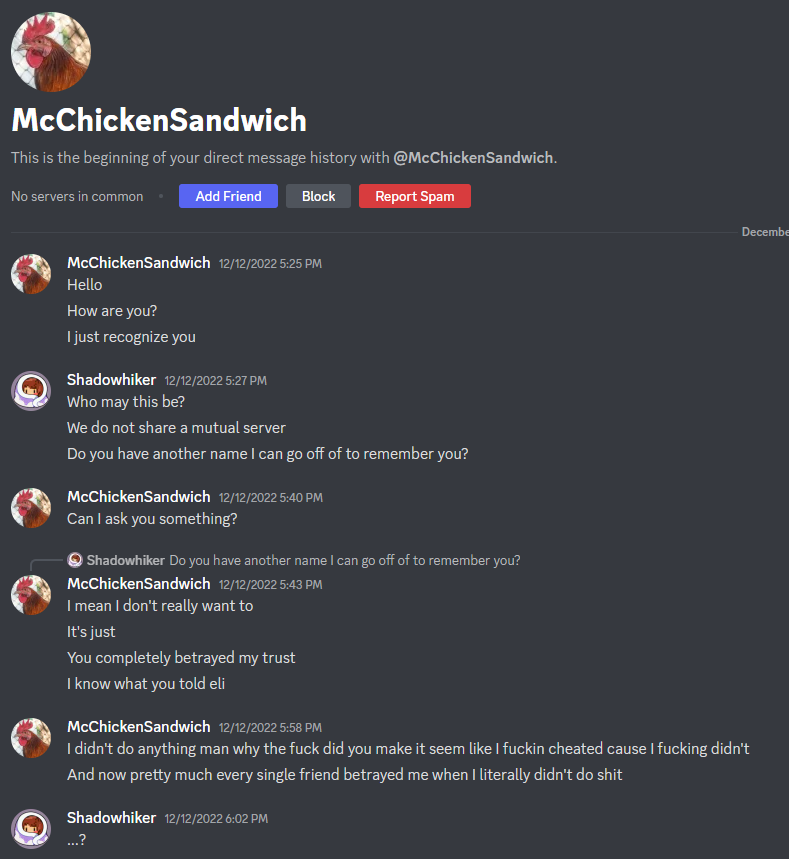 McChickenSandwich
This is the beginning of your direct message history with @McChickenSandwich.
No servers in common • Add Friend Block Report Spam
Decembe
McChickenSandwich 12/12/2022 5:25 PM
Hello
How are you?
I just recognize you
Shadowhiker 12/12/2022 5:27 PM
Who may this be?
We do not share a mutual server
Do you have another name I can go off of to remember you?
McChickenSandwich 12/12/2022 5:40 PM
Can I ask you something?
Shadowhiker Do you have another name I can go off of to remember you?
McChickenSandwich 12/12/2022 5:43 PM
I mean I don't really want to
It's just
You completely betrayed my trust
I know what you told eli
McChickenSandwich 12/12/2022 5:58 PM
I didn't do anything man why the fuck did you make it seem like I fuckin cheated cause I fucking didn't
And now pretty much every single friend betrayed me when I literally didn't do shit
Shadowhiker 12/12/2022 6:02 PM
...?